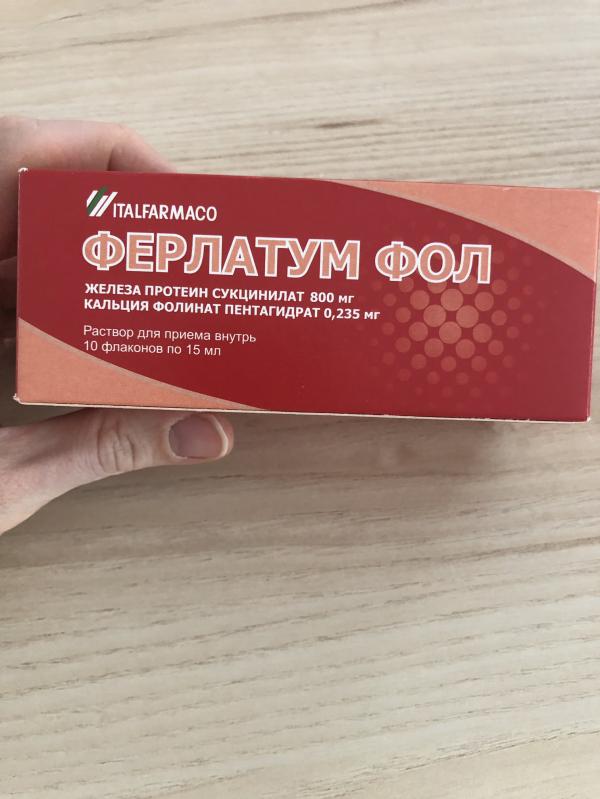 ITALFARMACO
ФЕРЛАТУМ ФОЛ
ЖЕЛЕЗА ПРОТЕИН СУКЦИНИЛАТ 800 мг
КАЛЬЦИЯ ФОЛИНАТ ПЕНТАГИДРАТ 0,235 мг
Раствор для приема внутрь
10 флаконов по 15 мл